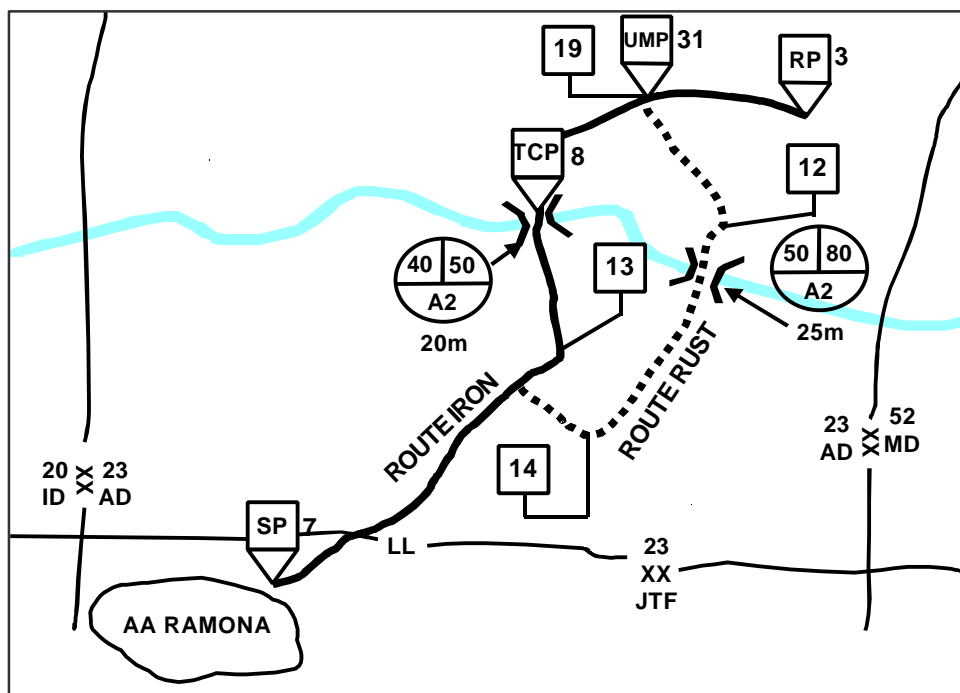 19
UMP 31
RP 3
TCP 8
12
40 50
A2
20m
13
50 80
A2
25m
ROUTE IRON
ROUTE RUST
14
20 XX 23
ID AD
23 XX 52
AD MD
SP 7
LL
23
XX
JTF
AA RAMONA